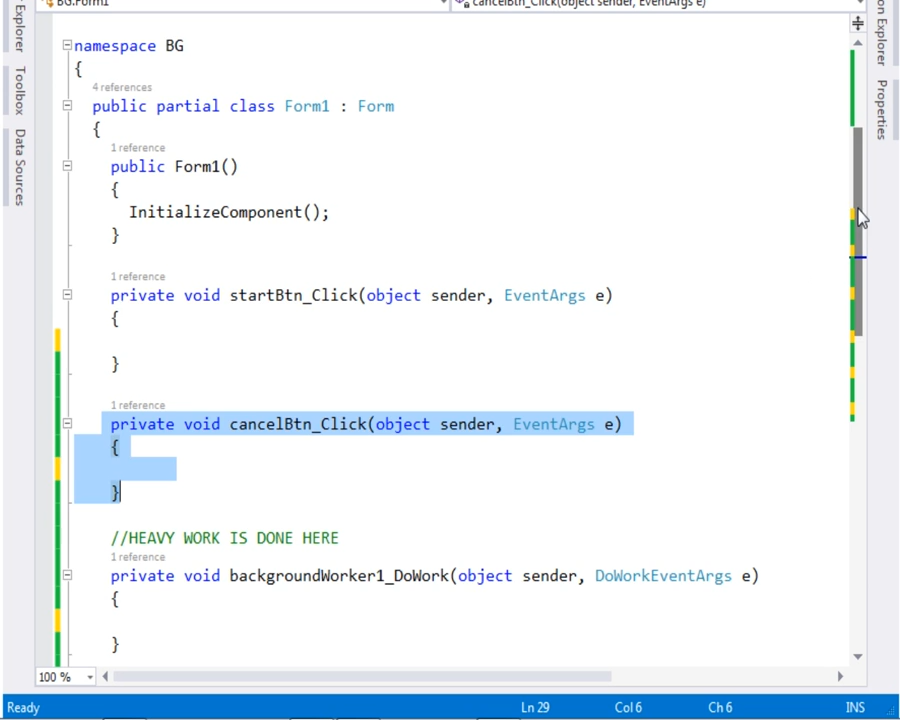 BG.Form1
cancelBtn_Click(object sender, EventArgs e)
Explorer
Toolbox
Data Sources
namespace BG
{
4 references
public partial class Form1 : Form
{
1 reference
public Form1()
{
InitializeComponent();
}
1 reference
private void startBtn_Click(object sender, EventArgs e)
{
}
1 reference
private void cancelBtn_Click(object sender, EventArgs e)
{
}
//HEAVY WORK IS DONE HERE
1 reference
private void backgroundWorker1_DoWork(object sender, DoWorkEventArgs e)
{
}
on Explorer
Properties
100 %
Ready
Ln 29
Col 6
Ch 6
INS